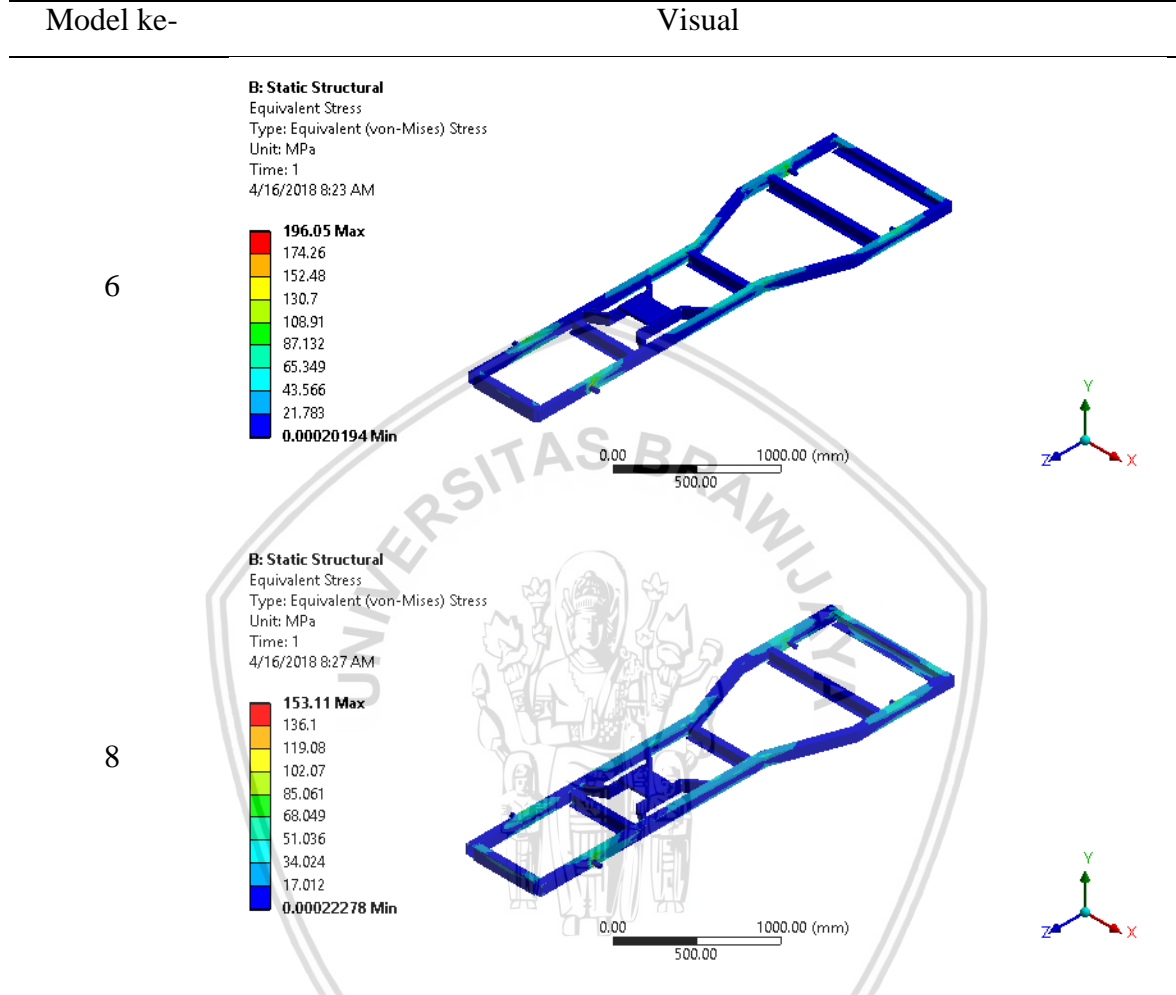 Model ke- Visual
6
B: Static Structural
Equivalent Stress
Type: Equivalent (von-Mises) Stress
Unit: MPa
Time: 1
4/16/2018 8:23 AM
196.05 Max
174.26
152.48
130.7
108.91
87.132
65.349
43.566
21.783
0.00020194 Min
0.00 1000.00 (mm)
500.00
Y
Z X
UNIVERSITAS BRAWIJAYA
8
B: Static Structural
Equivalent Stress
Type: Equivalent (von-Mises) Stress
Unit: MPa
Time: 1
4/16/2018 8:27 AM
153.11 Max
136.1
119.08
102.07
85.061
68.049
51.036
34.024
17.012
0.00022278 Min
0.00 1000.00 (mm)
500.00
Y
Z X